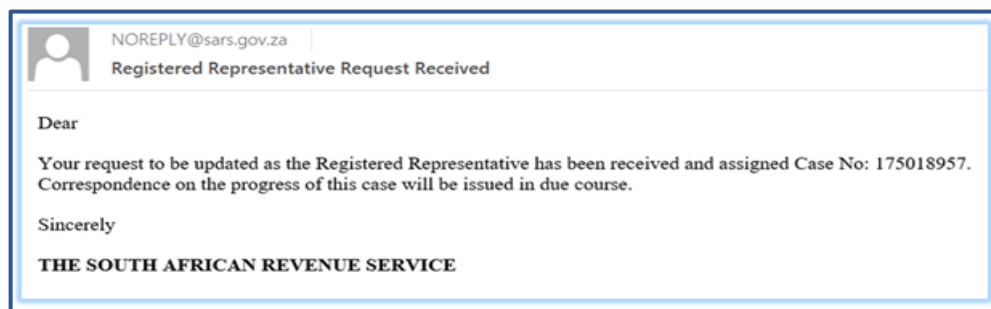 NOREPLY@sars.gov.za
Registered Representative Request Received
Dear
Your request to be updated as the Registered Representative has been received and assigned Case No: 175018957.
Correspondence on the progress of this case will be issued in due course.
Sincerely
THE SOUTH AFRICAN REVENUE SERVICE